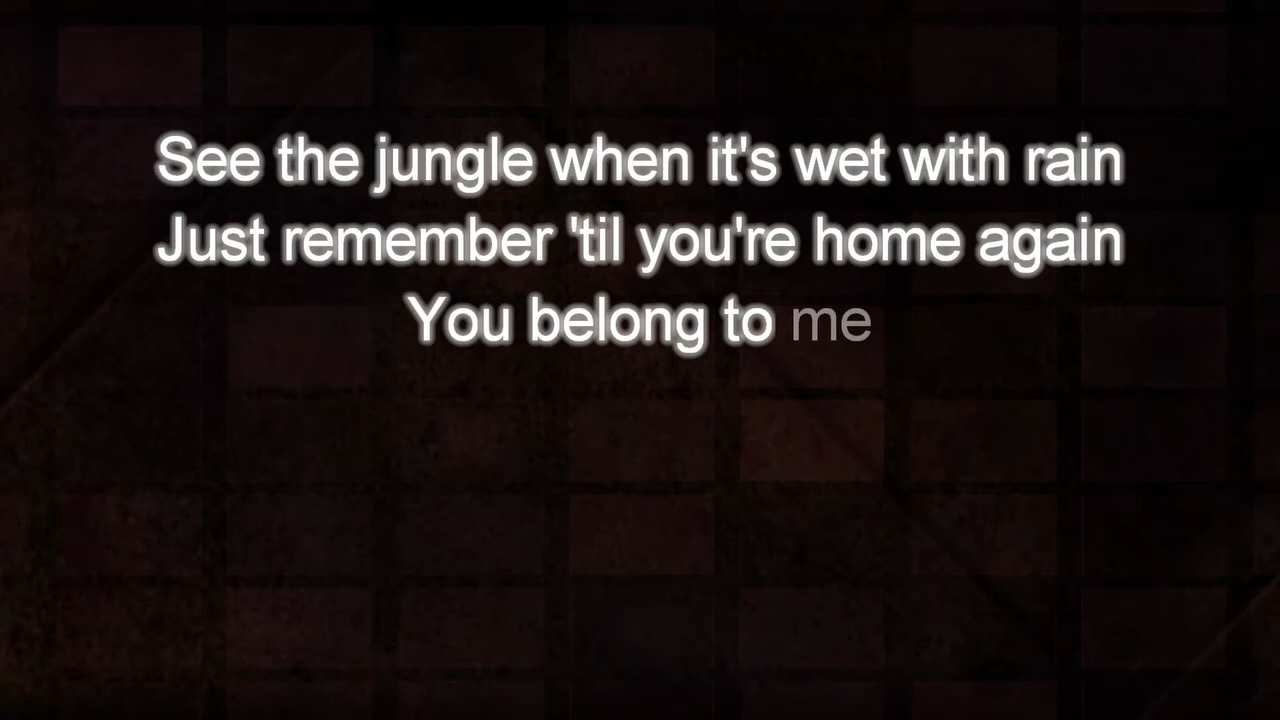 See the jungle when it's wet with rain
Just remember 'til you're home again
You belong to me